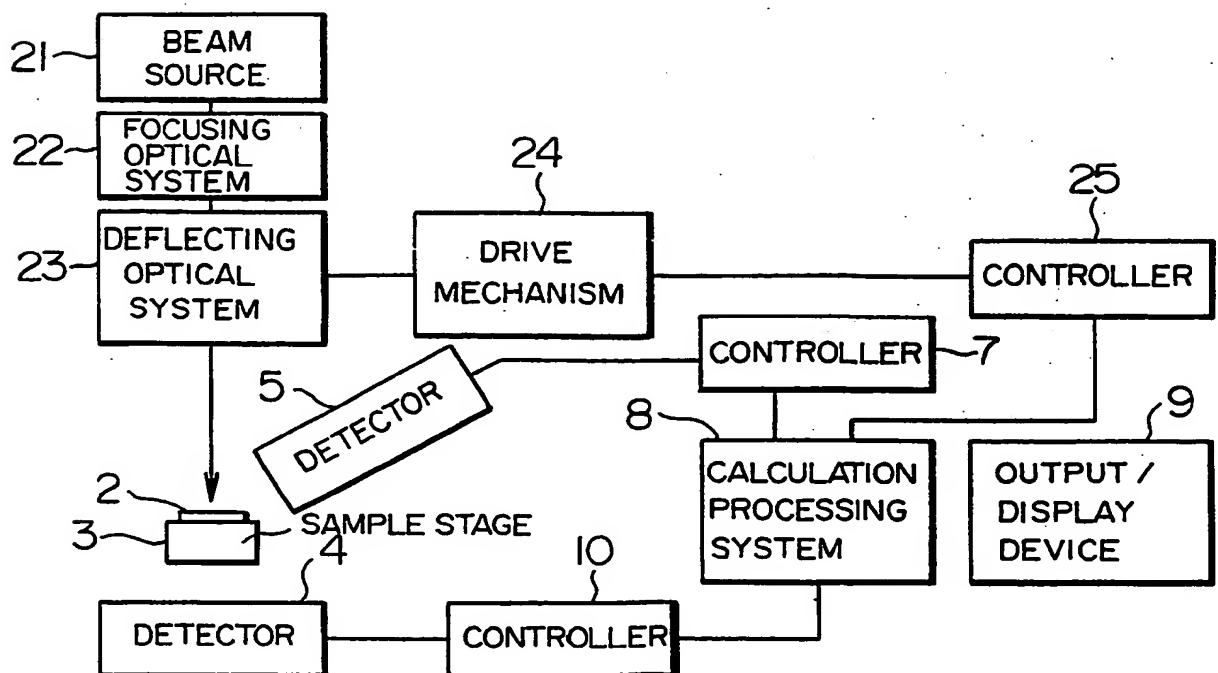 21
BEAM
SOURCE
22
FOCUSING
OPTICAL
SYSTEM
23
DEFLECTING
OPTICAL
SYSTEM
24
DRIVE
MECHANISM
25
CONTROLLER
CONTROLLER
7
5
DETECTOR
8
CALCULATION
PROCESSING
SYSTEM
9
OUTPUT /
DISPLAY
DEVICE
2
3
SAMPLE STAGE
4
DETECTOR
10
CONTROLLER